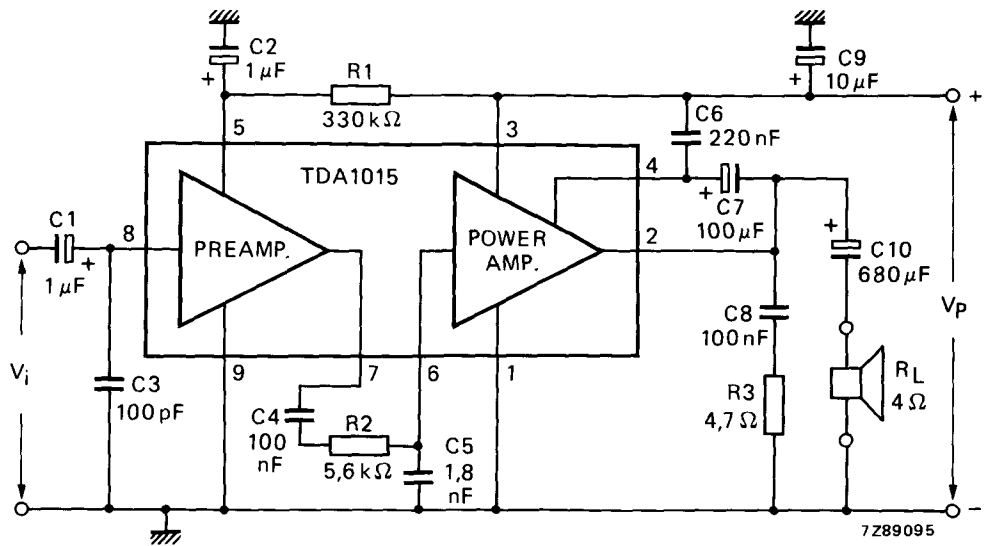 C2
1 μF
+
R1
330 kΩ
C9
10 μF
+
+
5
3
C6
220 nF
TDA1015
4
+
C7
100 μF
+
C10
680 μF
C1
1 μF
+
8
PREAMP.
POWER
AMP.
2
Vi
VP
C8
100 nF
C3
100 pF
9
7
6
1
RL
4 Ω
R3
4,7 Ω
C4
100
nF
R2
5,6 kΩ
C5
1,8
nF
−
7Z89095